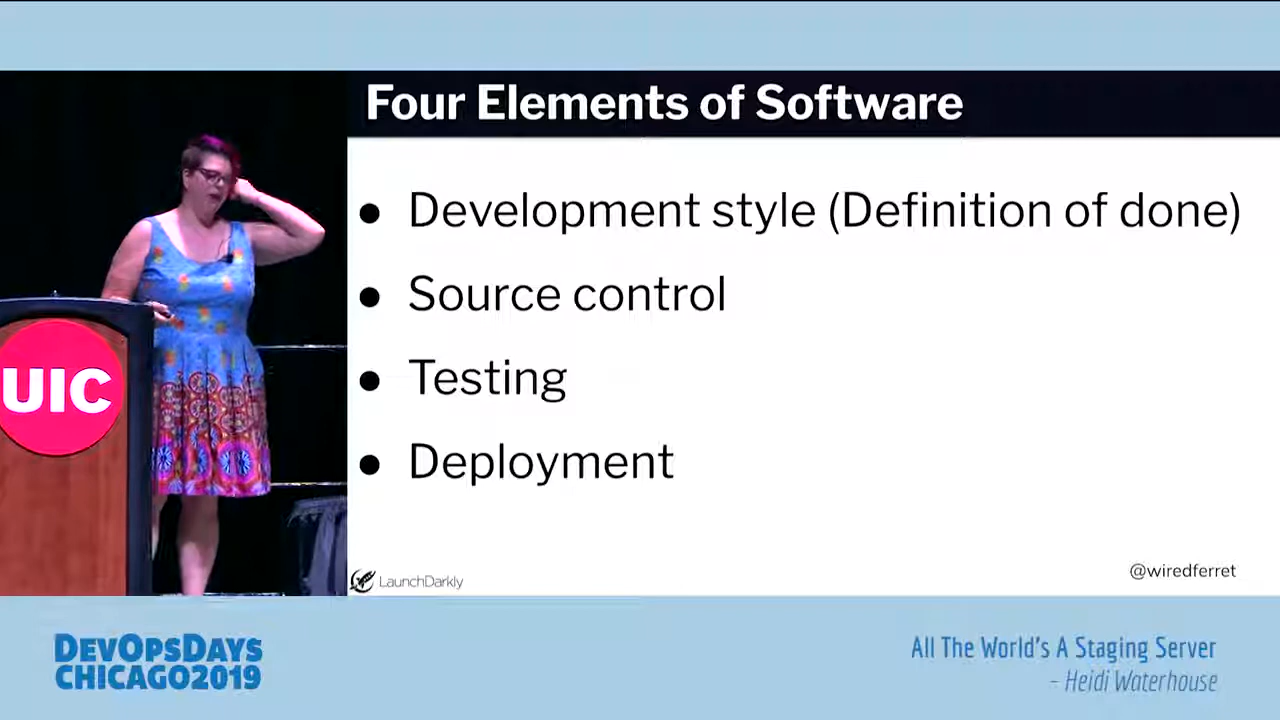 Four Elements of Software
● Development style (Definition of done)
● Source control
● Testing
● Deployment
LaunchDarkly
@wiredferret
UIC
DevOpsDays
Chicago2019
All The World's A Staging Server
- Heidi Waterhouse